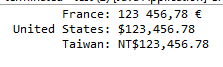 France: 123 456,78 €
United States: $123,456.78
Taiwan: NT$123,456.78